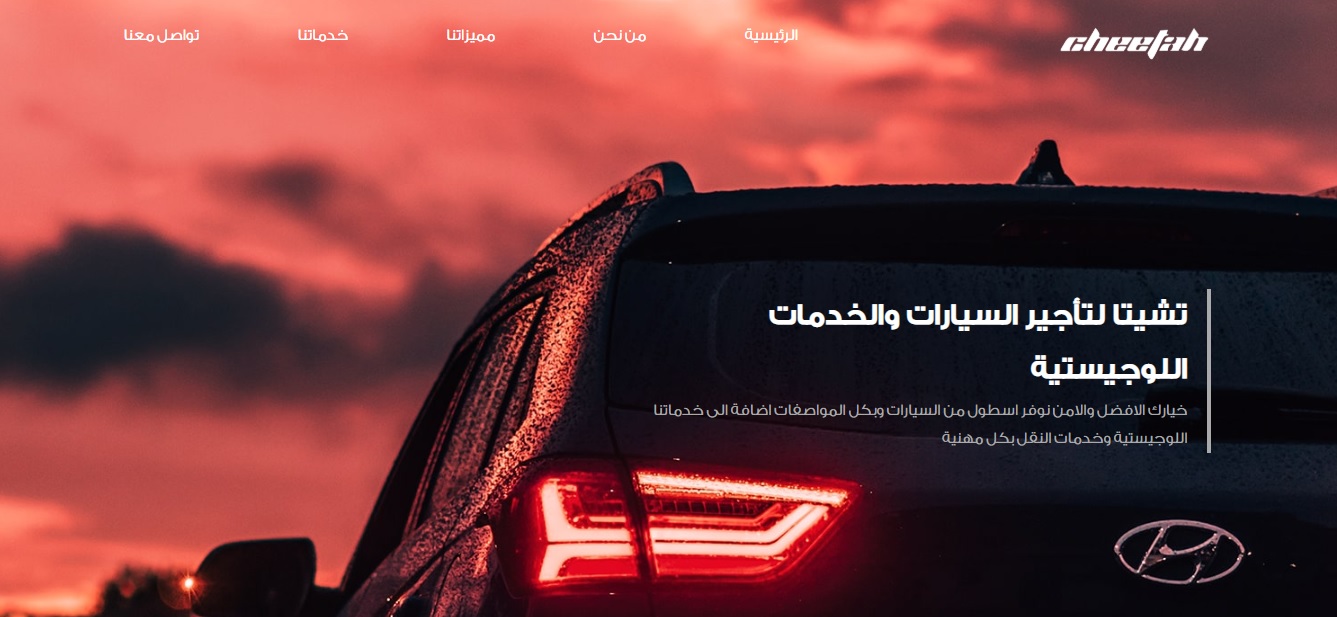 cheetah
الرئيسية
من نحن
مميزاتنا
خدماتنا
تواصل معنا
تشيتا لتأجير السيارات والخدمات
اللوجيستية
خيارك الافضل والامن نوفر اسطول من السيارات وبكل المواصفات اضافة الى خدماتنا
اللوجيستية وخدمات النقل بكل مهنية